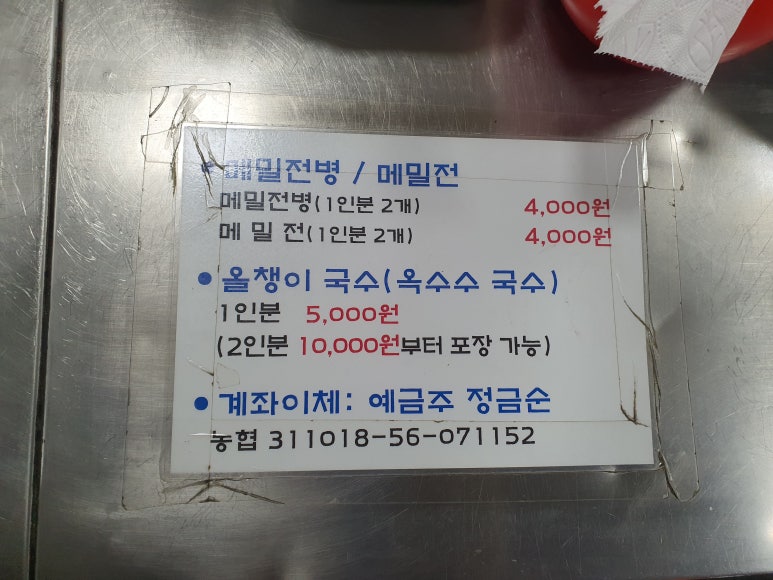 • 메밀전병 / 메밀전
메밀전병(1인분 2개) 4,000원
메 밀 전(1인분 2개) 4,000원
• 올챙이 국수(옥수수 국수)
1인분 5,000원
(2인분 10,000원부터 포장 가능)
• 계좌이체: 예금주 정금순
농협 311018-56-071152